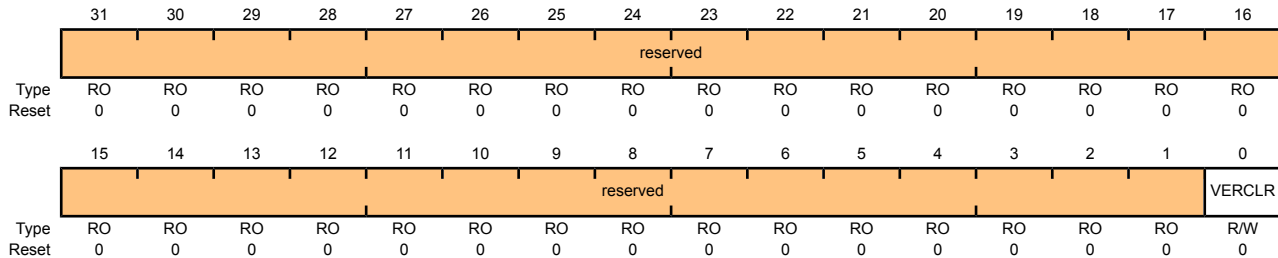 31 30 29 28 27 26 25 24 23 22 21 20 19 18 17 16
reserved
Type RO RO RO RO RO RO RO RO RO RO RO RO RO RO RO RO
Reset 0 0 0 0 0 0 0 0 0 0 0 0 0 0 0 0
15 14 13 12 11 10 9 8 7 6 5 4 3 2 1 0
reserved VERCLR
Type RO RO RO RO RO RO RO RO RO RO RO RO RO RO RO R/W
Reset 0 0 0 0 0 0 0 0 0 0 0 0 0 0 0 0